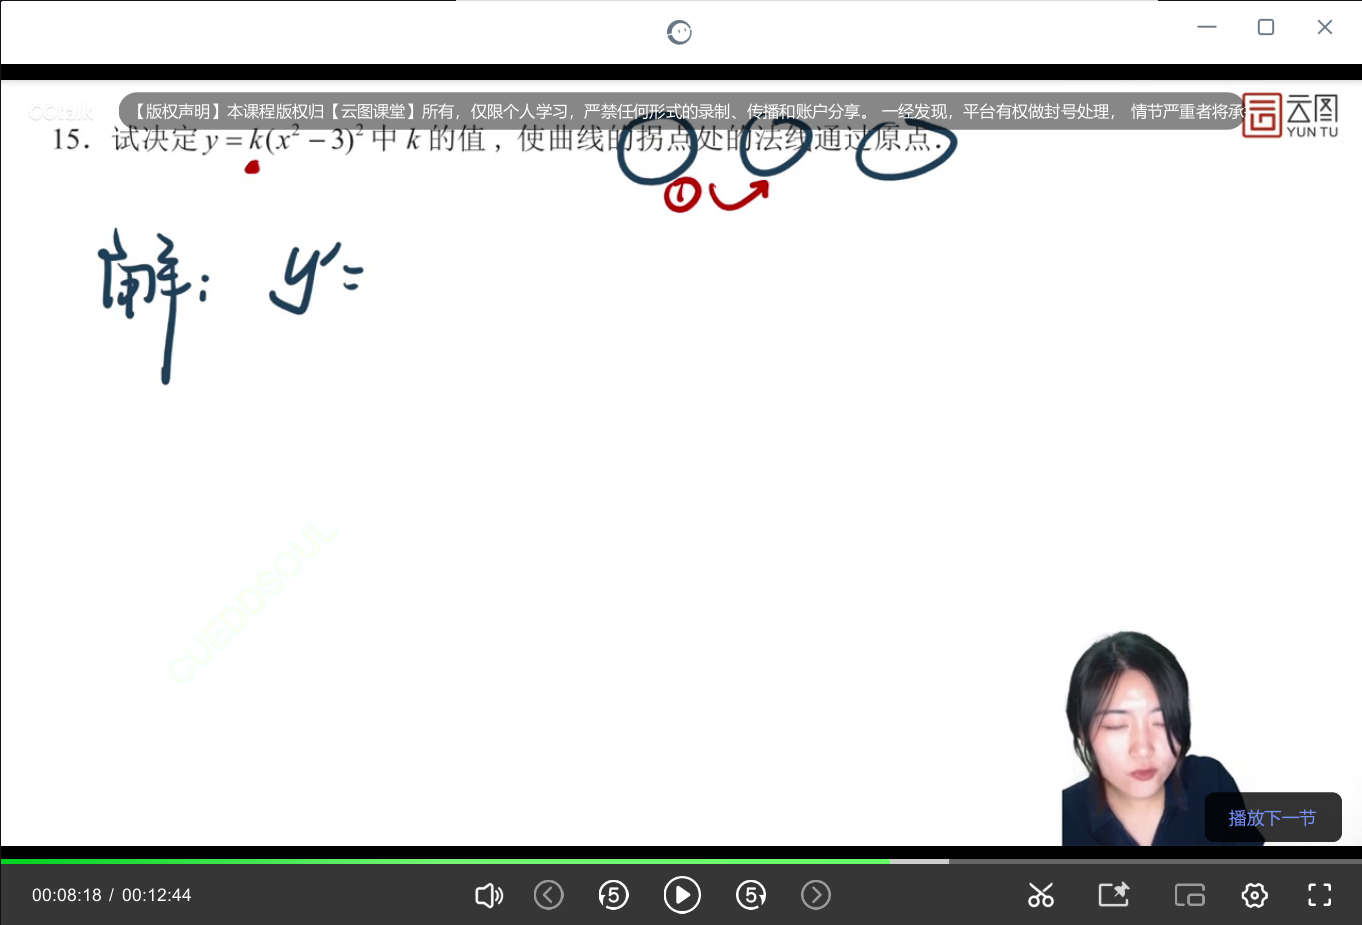 CCtalk
【版权声明】本课程版权归【云图课堂】所有，仅限个人学习，严禁任何形式的录制、传播和账户分享。 一经发现，平台有权做封号处理， 情节严重者将承
云图
YUN TU
15. 试决定 y = k(x² − 3)² 中 k 的值，使曲线的拐点处的法线通过原点.
①
解： y′=
CUEDDSOUL
播放下一节
00:08:18 / 00:12:44
5
5